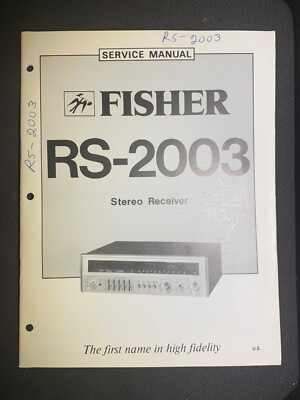 RS-2003
SERVICE MANUAL
FISHER
RS-2003
Stereo Receiver
RS-2003
The first name in high fidelity
U.S.